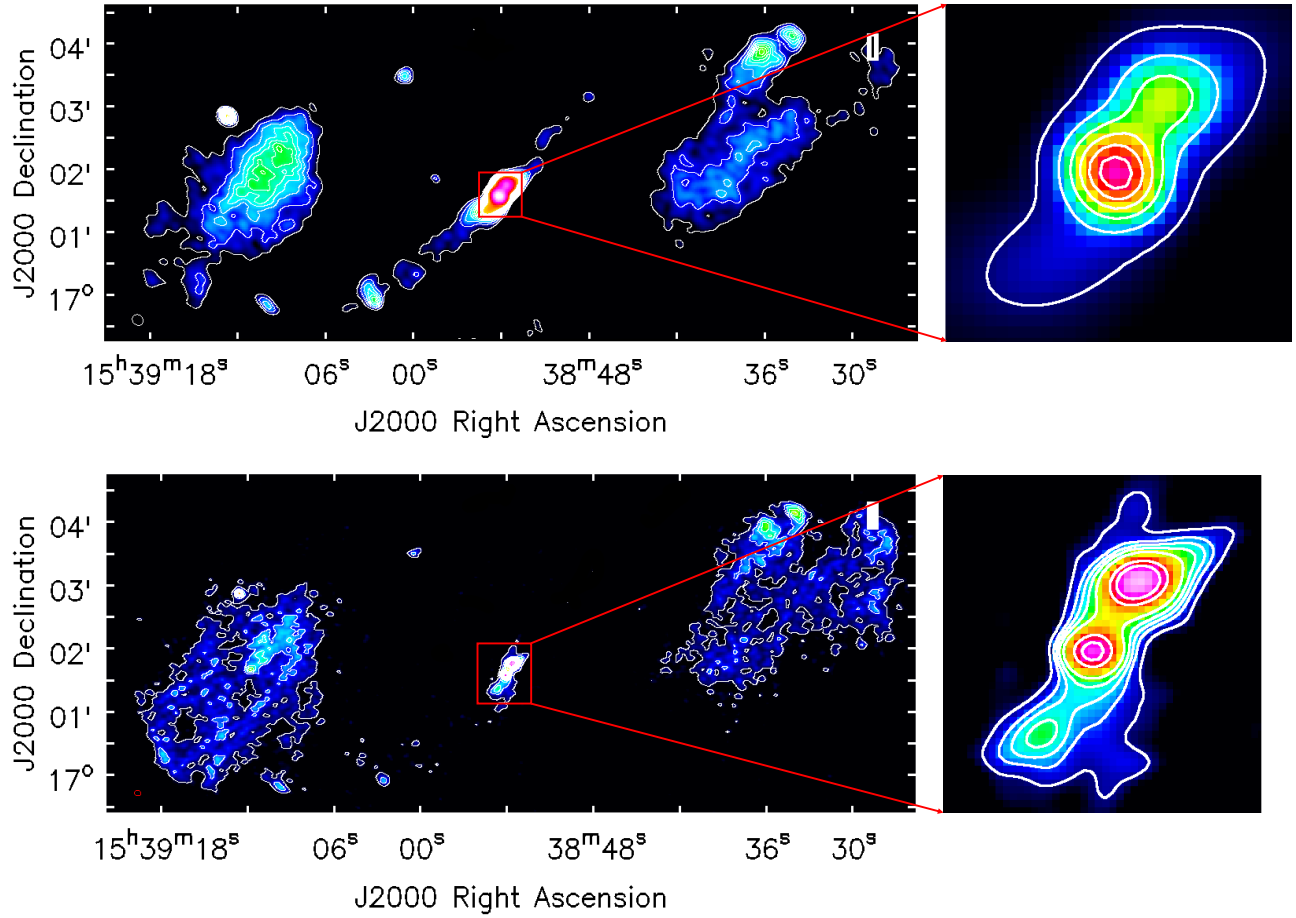 04'
03'
02'
01'
17°
J2000 Declination
15ʰ39ᵐ18ˢ 06ˢ 00ˢ 38ᵐ48ˢ 36ˢ 30ˢ
J2000 Right Ascension
04'
03'
02'
01'
17°
J2000 Declination
15ʰ39ᵐ18ˢ 06ˢ 00ˢ 38ᵐ48ˢ 36ˢ 30ˢ
J2000 Right Ascension